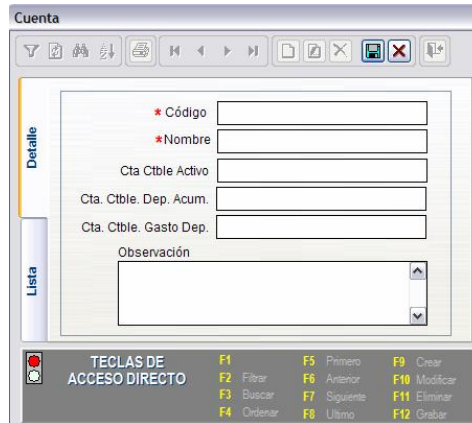 Cuenta
Detalle
Lista
* Código
*Nombre
Cta Ctble Activo
Cta. Ctble. Dep. Acum.
Cta. Ctble. Gasto Dep.
Observación
TECLAS DE
ACCESO DIRECTO
F1 F5 Primero F9 Crear
F2 Filtrar F6 Anterior F10 Modificar
F3 Buscar F7 Siguiente F11 Eliminar
F4 Ordenar F8 Ultimo F12 Grabar